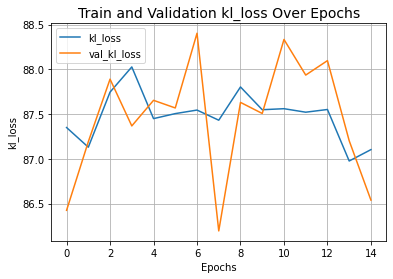 Train and Validation kl_loss Over Epochs
kl_loss
val_kl_loss
88.5
88.0
87.5
87.0
86.5
kl_loss
0 2 4 6 8 10 12 14
Epochs